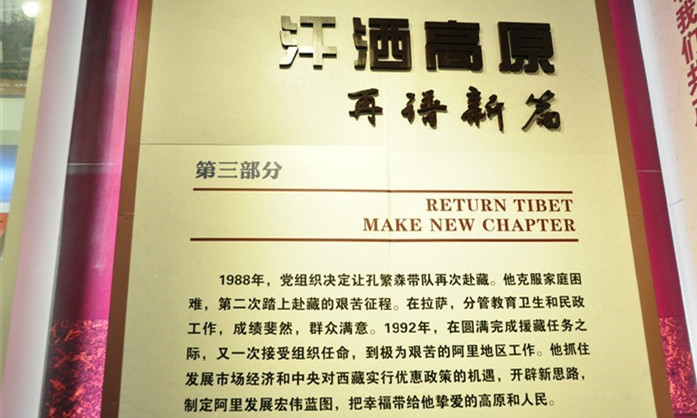 汗洒高原
再谱新篇
第三部分
RETURN TIBET
MAKE NEW CHAPTER
1988年，党组织决定让孔繁森带队再次赴藏。他克服家庭困
难，第二次踏上赴藏的艰苦征程。在拉萨，分管教育卫生和民政
工作，成绩斐然，群众满意。1992年，在圆满完成援藏任务之
际，又一次接受组织任命，到极为艰苦的阿里地区工作。他抓住
发展市场经济和中央对西藏实行优惠政策的机遇，开辟新思路，
制定阿里发展宏伟蓝图，把幸福带给他挚爱的高原和人民。
我们共